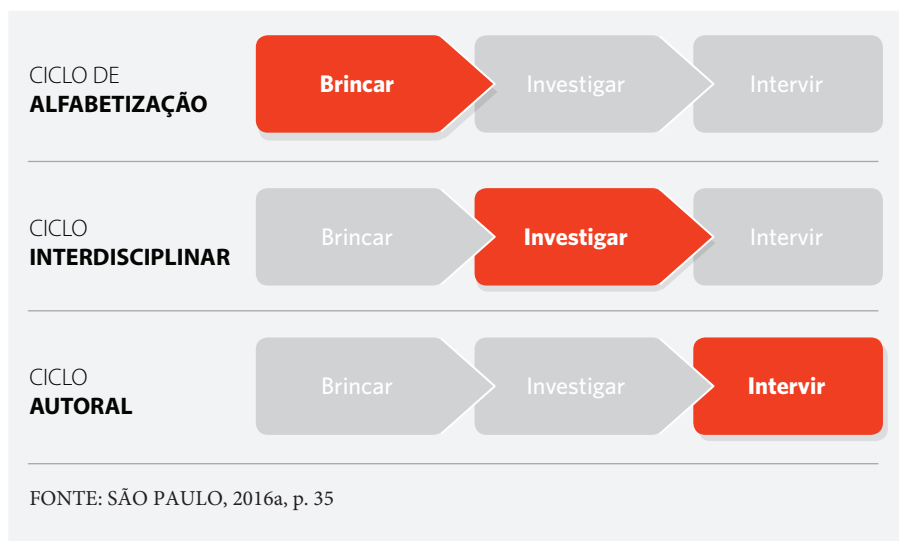 CICLO DE
ALFABETIZAÇÃO
Brincar
Investigar
Intervir
CICLO
INTERDISCIPLINAR
Brincar
Investigar
Intervir
CICLO
AUTORAL
Brincar
Investigar
Intervir
FONTE: SÃO PAULO, 2016a, p. 35